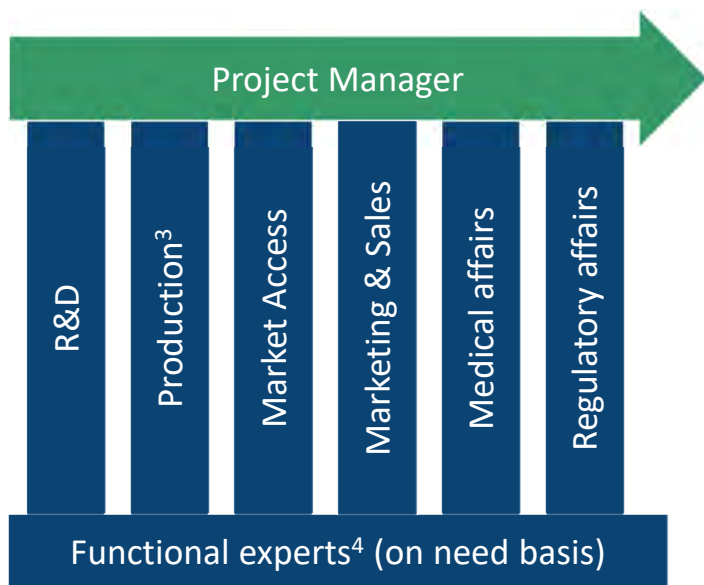 Project Manager
R&D
Production³
Market Access
Marketing & Sales
Medical affairs
Regulatory affairs
Functional experts⁴ (on need basis)